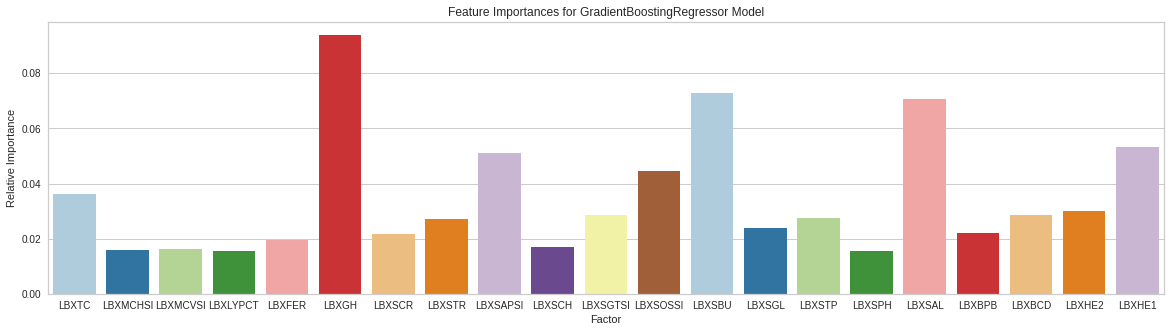 Feature Importances for GradientBoostingRegressor Model
Relative Importance
0.08
0.06
0.04
0.02
0.00
LBXTC LBXMCHSI LBXMCVSI LBXLYPCT LBXFER LBXGH LBXSCR LBXSTR LBXSAPSI LBXSCH LBXSGTSI LBXSOSSI LBXSBU LBXSGL LBXSTP LBXSPH LBXSAL LBXBPB LBXBCD LBXHE2 LBXHE1
Factor